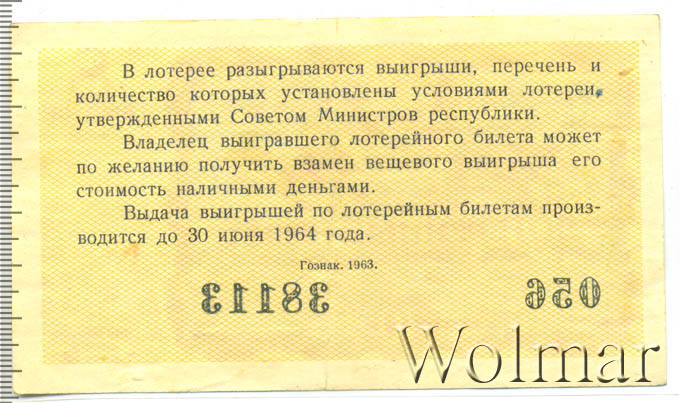 В лотерее разыгрываются выигрыши, перечень и
количество которых установлены условиями лотереи,
утвержденными Советом Министров республики.
Владелец выигравшего лотерейного билета может
по желанию получить взамен вещевого выигрыша его
стоимость наличными деньгами.
Выдача выигрышей по лотерейным билетам произ-
водится до 30 июня 1964 года.
Гознак. 1963.
38113 056
Wolmar